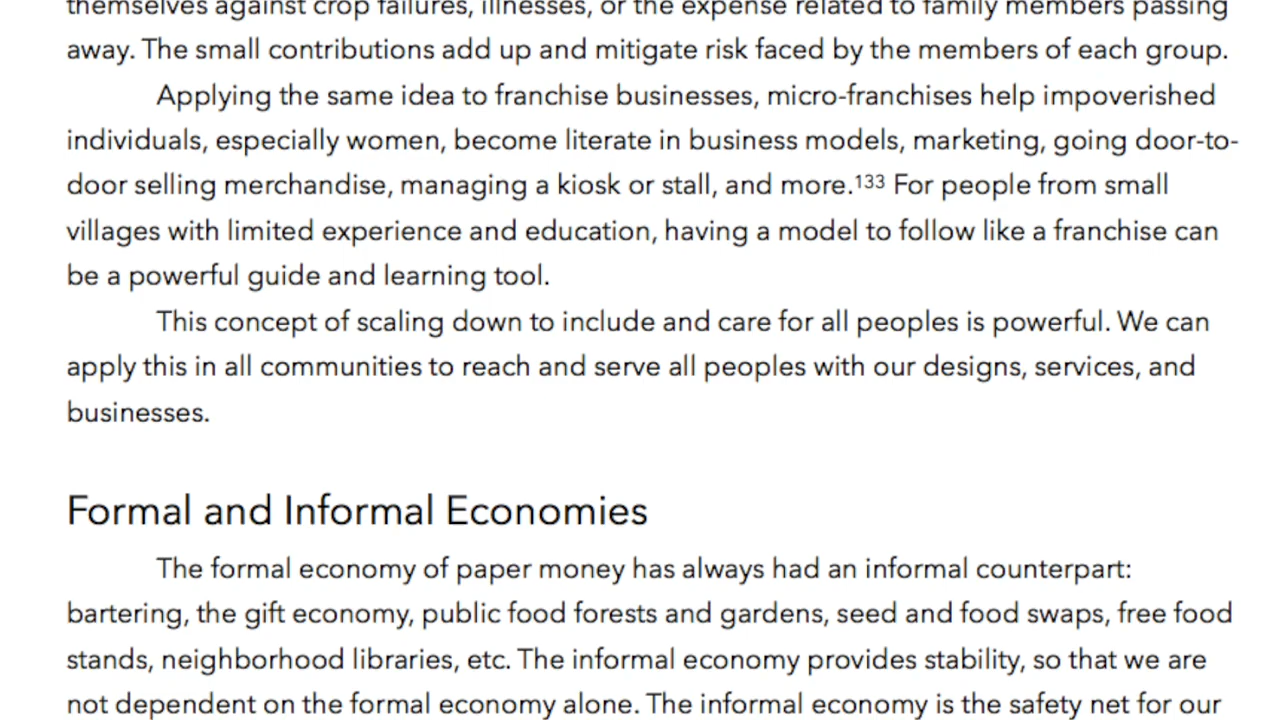 themselves against crop failures, illnesses, or the expense related to family members passing
away. The small contributions add up and mitigate risk faced by the members of each group.
Applying the same idea to franchise businesses, micro-franchises help impoverished
individuals, especially women, become literate in business models, marketing, going door-to-
door selling merchandise, managing a kiosk or stall, and more.¹³³ For people from small
villages with limited experience and education, having a model to follow like a franchise can
be a powerful guide and learning tool.
This concept of scaling down to include and care for all peoples is powerful. We can
apply this in all communities to reach and serve all peoples with our designs, services, and
businesses.
Formal and Informal Economies
The formal economy of paper money has always had an informal counterpart:
bartering, the gift economy, public food forests and gardens, seed and food swaps, free food
stands, neighborhood libraries, etc. The informal economy provides stability, so that we are
not dependent on the formal economy alone. The informal economy is the safety net for our